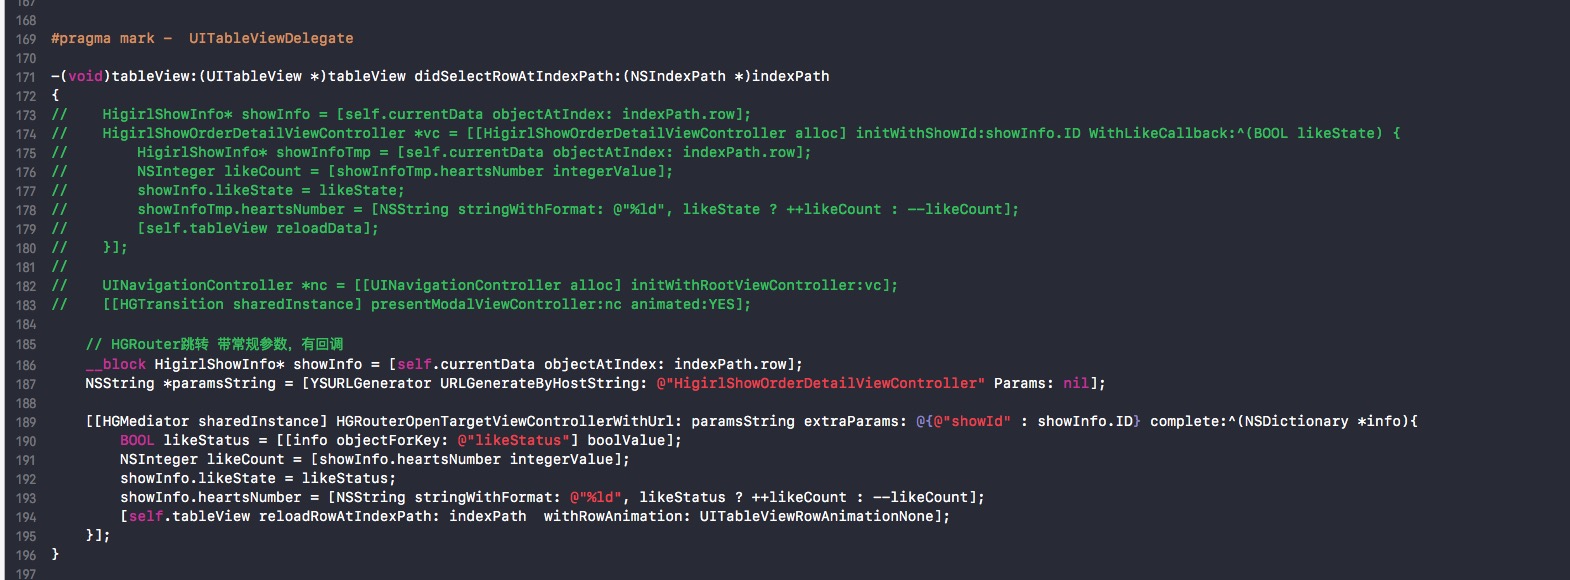 167
168
169 #pragma mark -  UITableViewDelegate
170
171 -(void)tableView:(UITableView *)tableView didSelectRowAtIndexPath:(NSIndexPath *)indexPath
172 {
173 //    HigirlShowInfo* showInfo = [self.currentData objectAtIndex: indexPath.row];
174 //    HigirlShowOrderDetailViewController *vc = [[HigirlShowOrderDetailViewController alloc] initWithShowId:showInfo.ID WithLikeCallback:^(BOOL likeState) {
175 //        HigirlShowInfo* showInfoTmp = [self.currentData objectAtIndex: indexPath.row];
176 //        NSInteger likeCount = [showInfoTmp.heartsNumber integerValue];
177 //        showInfo.likeState = likeState;
178 //        showInfoTmp.heartsNumber = [NSString stringWithFormat: @"%ld", likeState ? ++likeCount : --likeCount];
179 //        [self.tableView reloadData];
180 //    }];
181 //
182 //    UINavigationController *nc = [[UINavigationController alloc] initWithRootViewController:vc];
183 //    [[HGTransition sharedInstance] presentModalViewController:nc animated:YES];
184
185     // HGRouter跳转 带常规参数，有回调
186     __block HigirlShowInfo* showInfo = [self.currentData objectAtIndex: indexPath.row];
187     NSString *paramsString = [YSURLGenerator URLGenerateByHostString: @"HigirlShowOrderDetailViewController" Params: nil];
188
189     [[HGMediator sharedInstance] HGRouterOpenTargetViewControllerWithUrl: paramsString extraParams: @{@"showId" : showInfo.ID} complete:^(NSDictionary *info){
190         BOOL likeStatus = [[info objectForKey: @"likeStatus"] boolValue];
191         NSInteger likeCount = [showInfo.heartsNumber integerValue];
192         showInfo.likeState = likeStatus;
193         showInfo.heartsNumber = [NSString stringWithFormat: @"%ld", likeStatus ? ++likeCount : --likeCount];
194         [self.tableView reloadRowAtIndexPath: indexPath  withRowAnimation: UITableViewRowAnimationNone];
195     }];
196 }
197